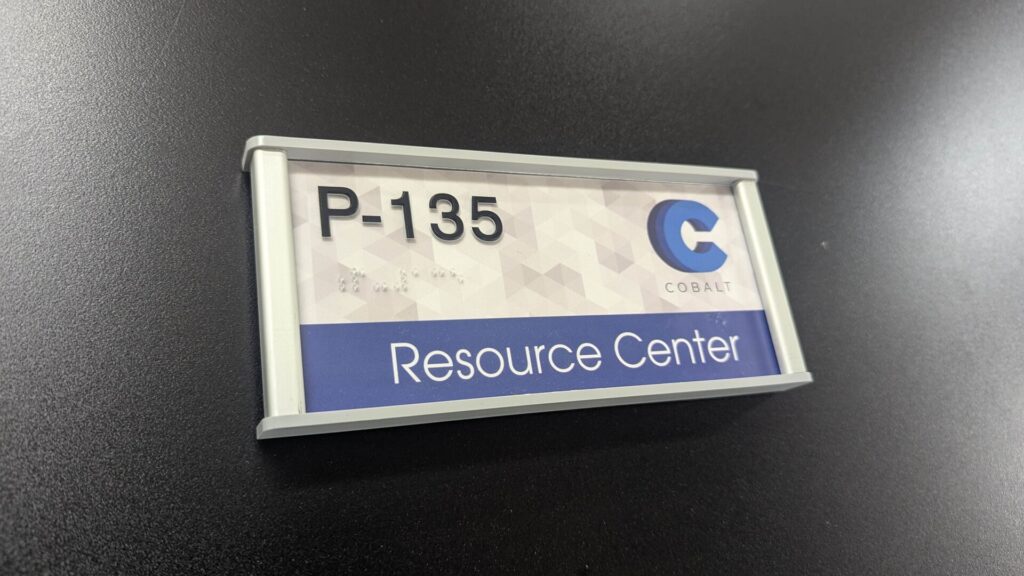 P-135
C
COBALT
Resource Center